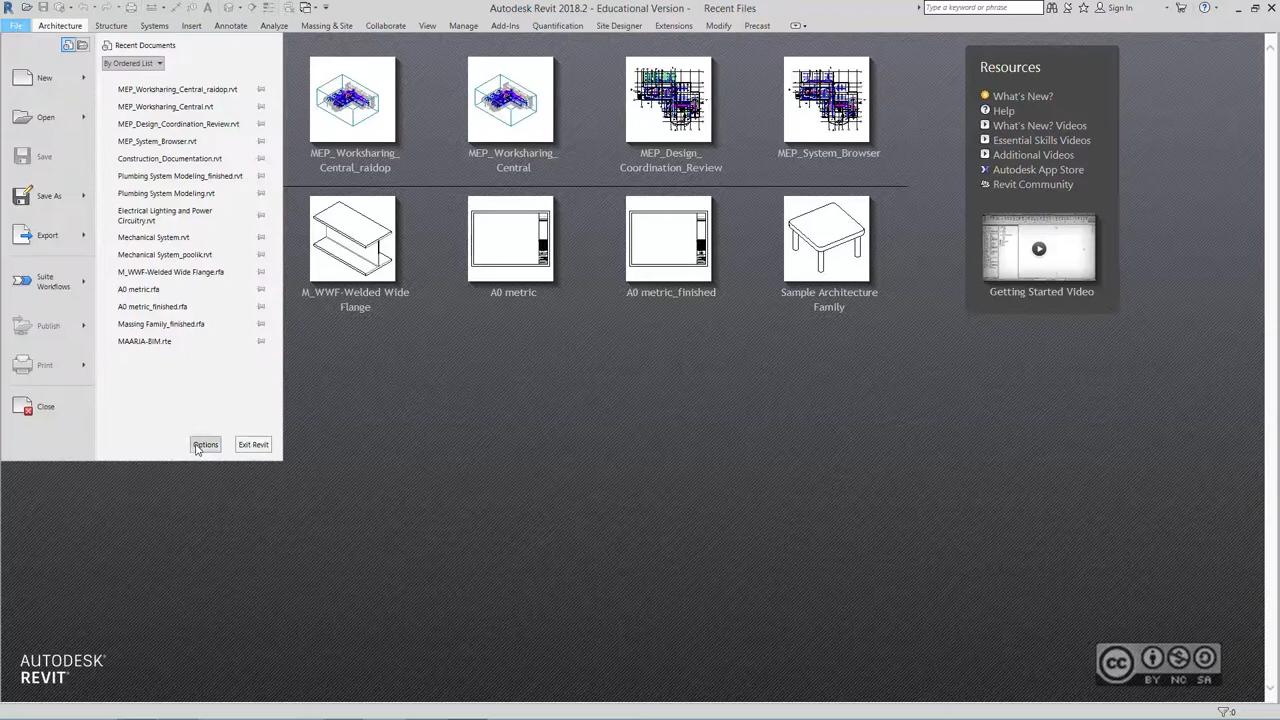 Autodesk Revit 2018.2 - Educational Version - Recent Files
Type a keyword or phrase
Sign In
File Architecture Structure Systems Insert Annotate Analyze Massing & Site Collaborate View Manage Add-Ins Quantification Site Designer Extensions Modify Precast
New
Open
Save
Save As
Export
Suite
Workflows
Publish
Print
Close
Recent Documents
By Ordered List
MEP_Worksharing_Central_raidop.rvt
MEP_Worksharing_Central.rvt
MEP_Design_Coordination_Review.rvt
MEP_System_Browser.rvt
Construction_Documentation.rvt
Plumbing System Modeling_finished.rvt
Plumbing System Modeling.rvt
Electrical Lighting and Power
Circuitry.rvt
Mechanical System.rvt
Mechanical System_poolik.rvt
M_WWF-Welded Wide Flange.rfa
A0 metric.rfa
A0 metric_finished.rfa
Massing Family_finished.rfa
MAARJA-BIM.rte
Options
Exit Revit
MEP_Worksharing_
Central_raidop
MEP_Worksharing_
Central
MEP_Design_
Coordination_Review
MEP_System_Browser
M_WWF-Welded Wide
Flange
A0 metric
A0 metric_finished
Sample Architecture
Family
Resources
What's New?
Help
What's New? Videos
Essential Skills Videos
Additional Videos
Autodesk App Store
Revit Community
Getting Started Video
AUTODESK®
REVIT®
cc
BY NC SA
:0